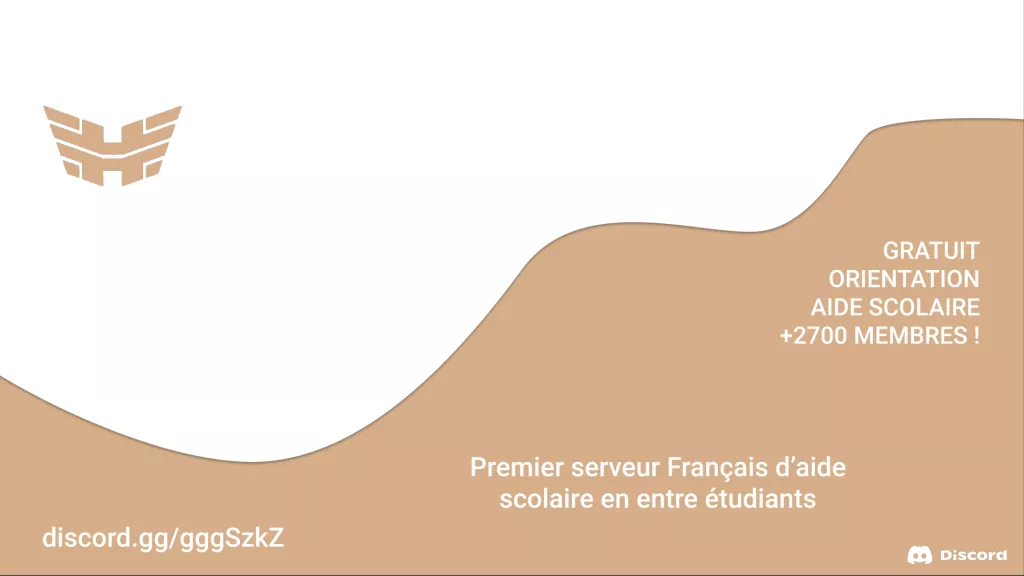 GRATUIT
ORIENTATION
AIDE SCOLAIRE
+2700 MEMBRES !
Premier serveur Français d’aide
scolaire en entre étudiants
discord.gg/gggSzkZ
Discord